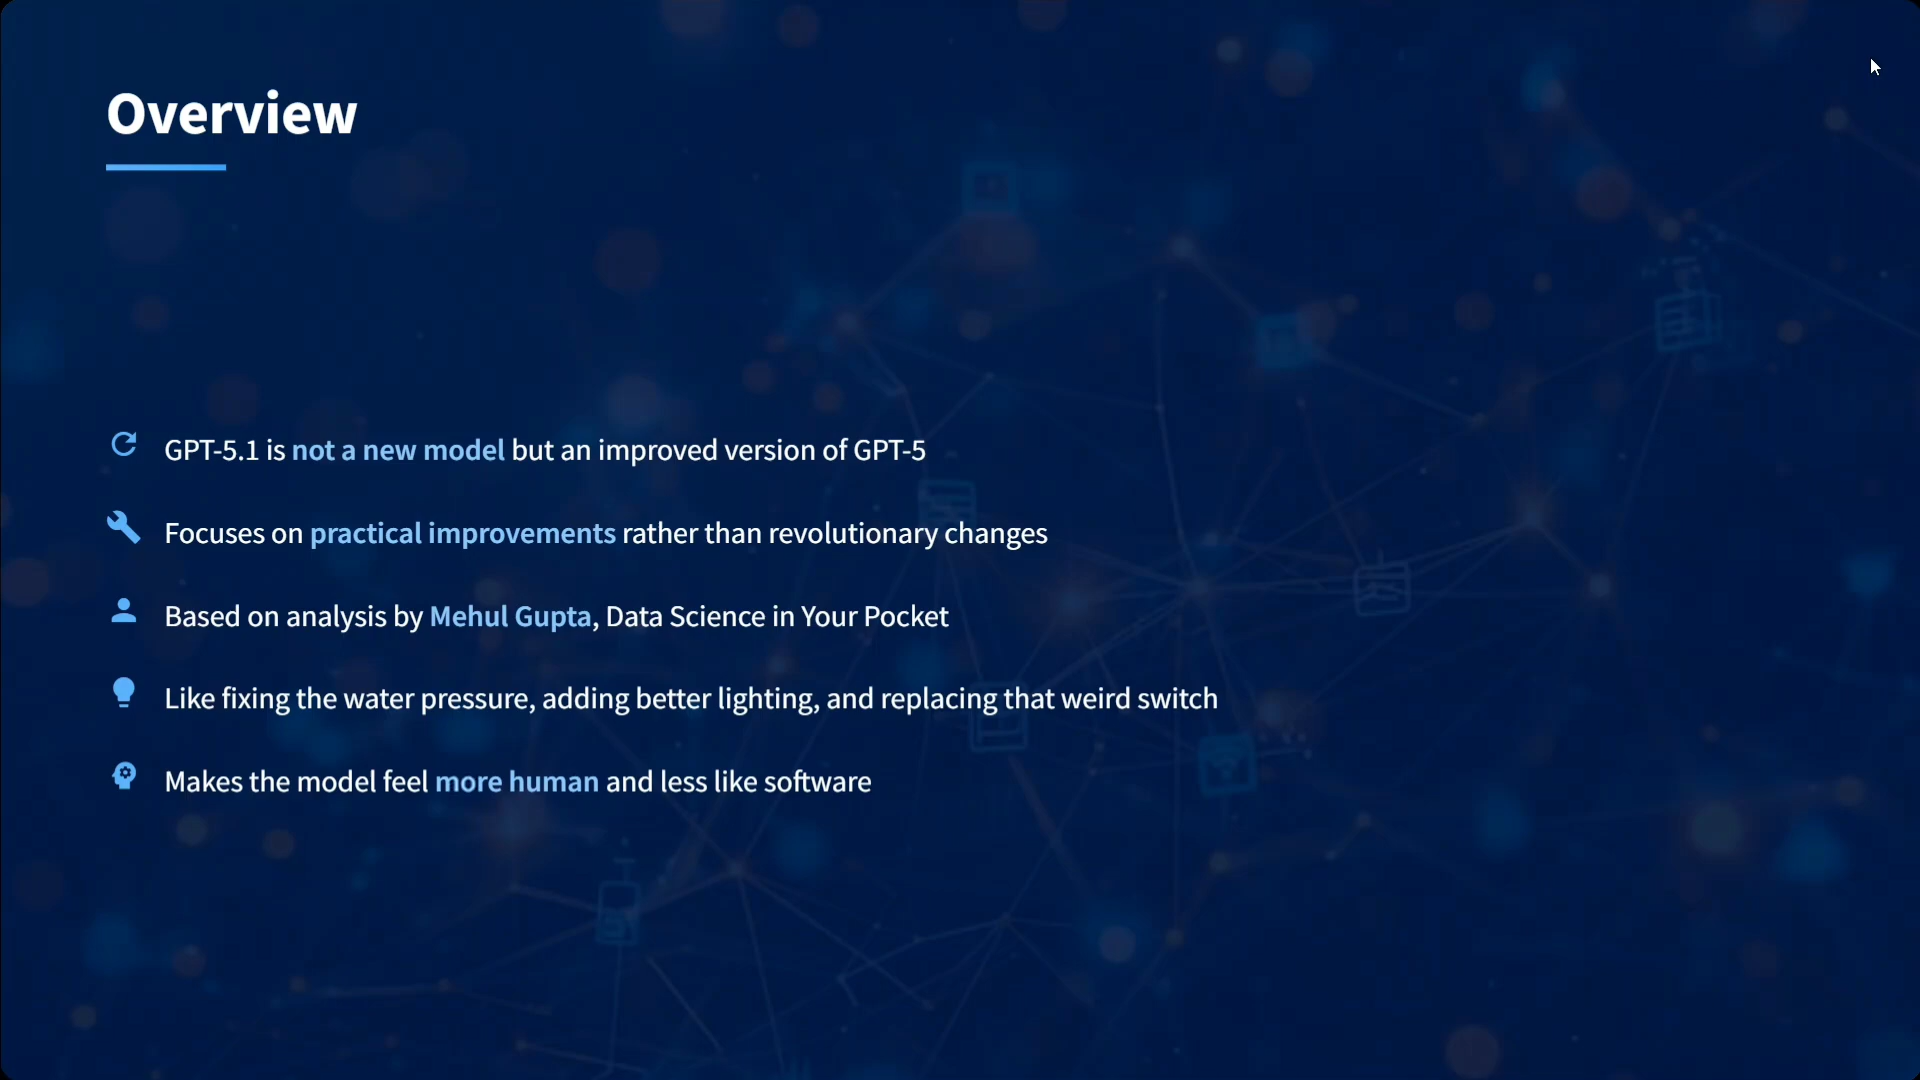 Overview
GPT-5.1 is not a new model but an improved version of GPT-5
Focuses on practical improvements rather than revolutionary changes
Based on analysis by Mehul Gupta, Data Science in Your Pocket
Like fixing the water pressure, adding better lighting, and replacing that weird switch
Makes the model feel more human and less like software